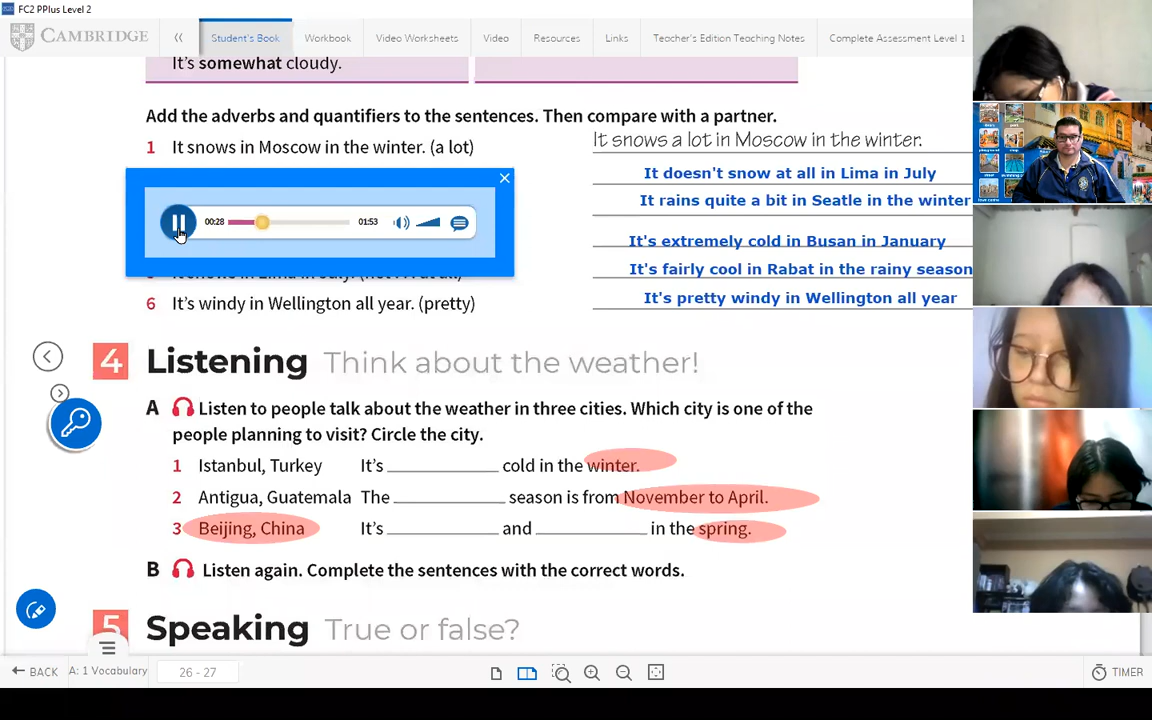 FC2 PPlus Level 2
CAMBRIDGE
Student's Book
Workbook
Video Worksheets
Video
Resources
Links
Teacher's Edition Teaching Notes
Complete Assessment Level 1
It's somewhat cloudy.
Add the adverbs and quantifiers to the sentences. Then compare with a partner.
1 It snows in Moscow in the winter. (a lot)
It snows a lot in Moscow in the winter.
It doesn't snow at all in Lima in July
It rains quite a bit in Seatle in the winter
00:28
01:53
It's extremely cold in Busan in January
It's fairly cool in Rabat in the rainy season
6 It's windy in Wellington all year. (pretty)
It's pretty windy in Wellington all year
4 Listening Think about the weather!
A Listen to people talk about the weather in three cities. Which city is one of the
people planning to visit? Circle the city.
1 Istanbul, Turkey It's ____________ cold in the winter.
2 Antigua, Guatemala The ____________ season is from November to April.
3 Beijing, China It's ____________ and ____________ in the spring.
B Listen again. Complete the sentences with the correct words.
5 Speaking True or false?
BACK
A: 1 Vocabulary
26 - 27
TIMER